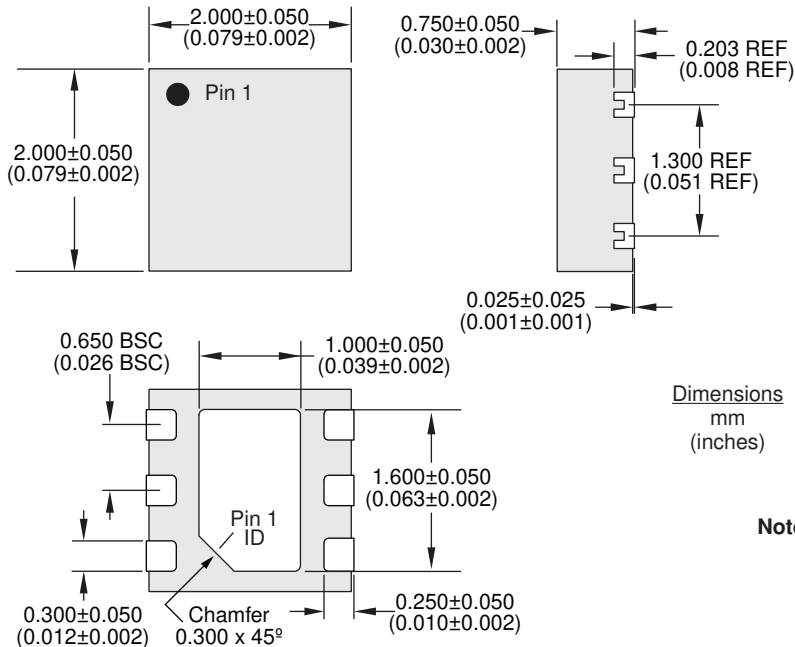 2.000±0.050
(0.079±0.002)
0.750±0.050
(0.030±0.002)
0.203 REF
(0.008 REF)
Pin 1
2.000±0.050
(0.079±0.002)
1.300 REF
(0.051 REF)
0.025±0.025
(0.001±0.001)
0.650 BSC
(0.026 BSC)
1.000±0.050
(0.039±0.002)
Dimensions
mm
(inches)
1.600±0.050
(0.063±0.002)
Pin 1
ID
0.300±0.050
(0.012±0.002)
Chamfer
0.300 x 45º
0.250±0.050
(0.010±0.002)